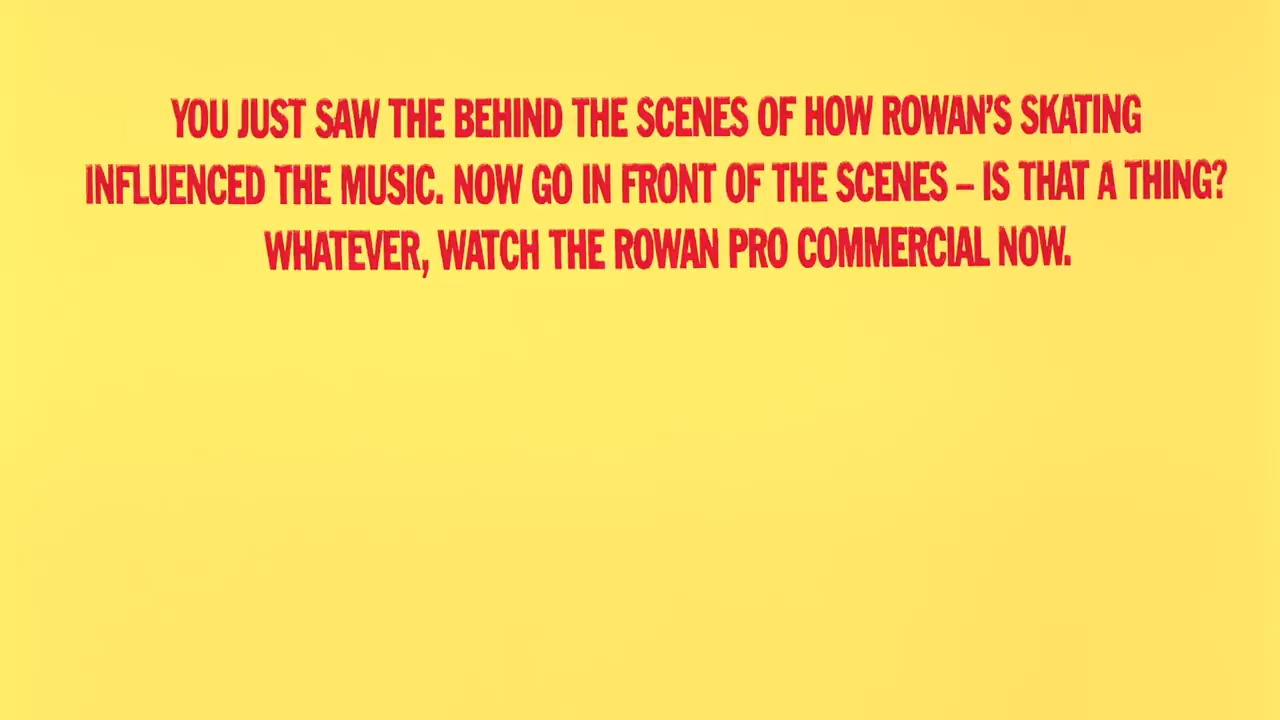 YOU JUST SAW THE BEHIND THE SCENES OF HOW ROWAN'S SKATING
INFLUENCED THE MUSIC. NOW GO IN FRONT OF THE SCENES – IS THAT A THING?
WHATEVER, WATCH THE ROWAN PRO COMMERCIAL NOW.